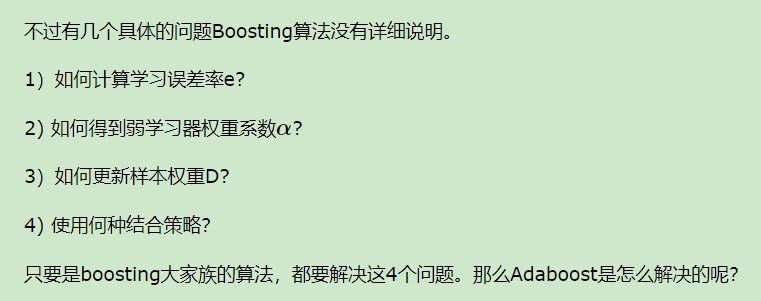 不过有几个具体的问题Boosting算法没有详细说明。
1）如何计算学习误差率e?
2) 如何得到弱学习器权重系数α?
3）如何更新样本权重D?
4) 使用何种结合策略?
只要是boosting大家族的算法，都要解决这4个问题。那么Adaboost是怎么解决的呢?